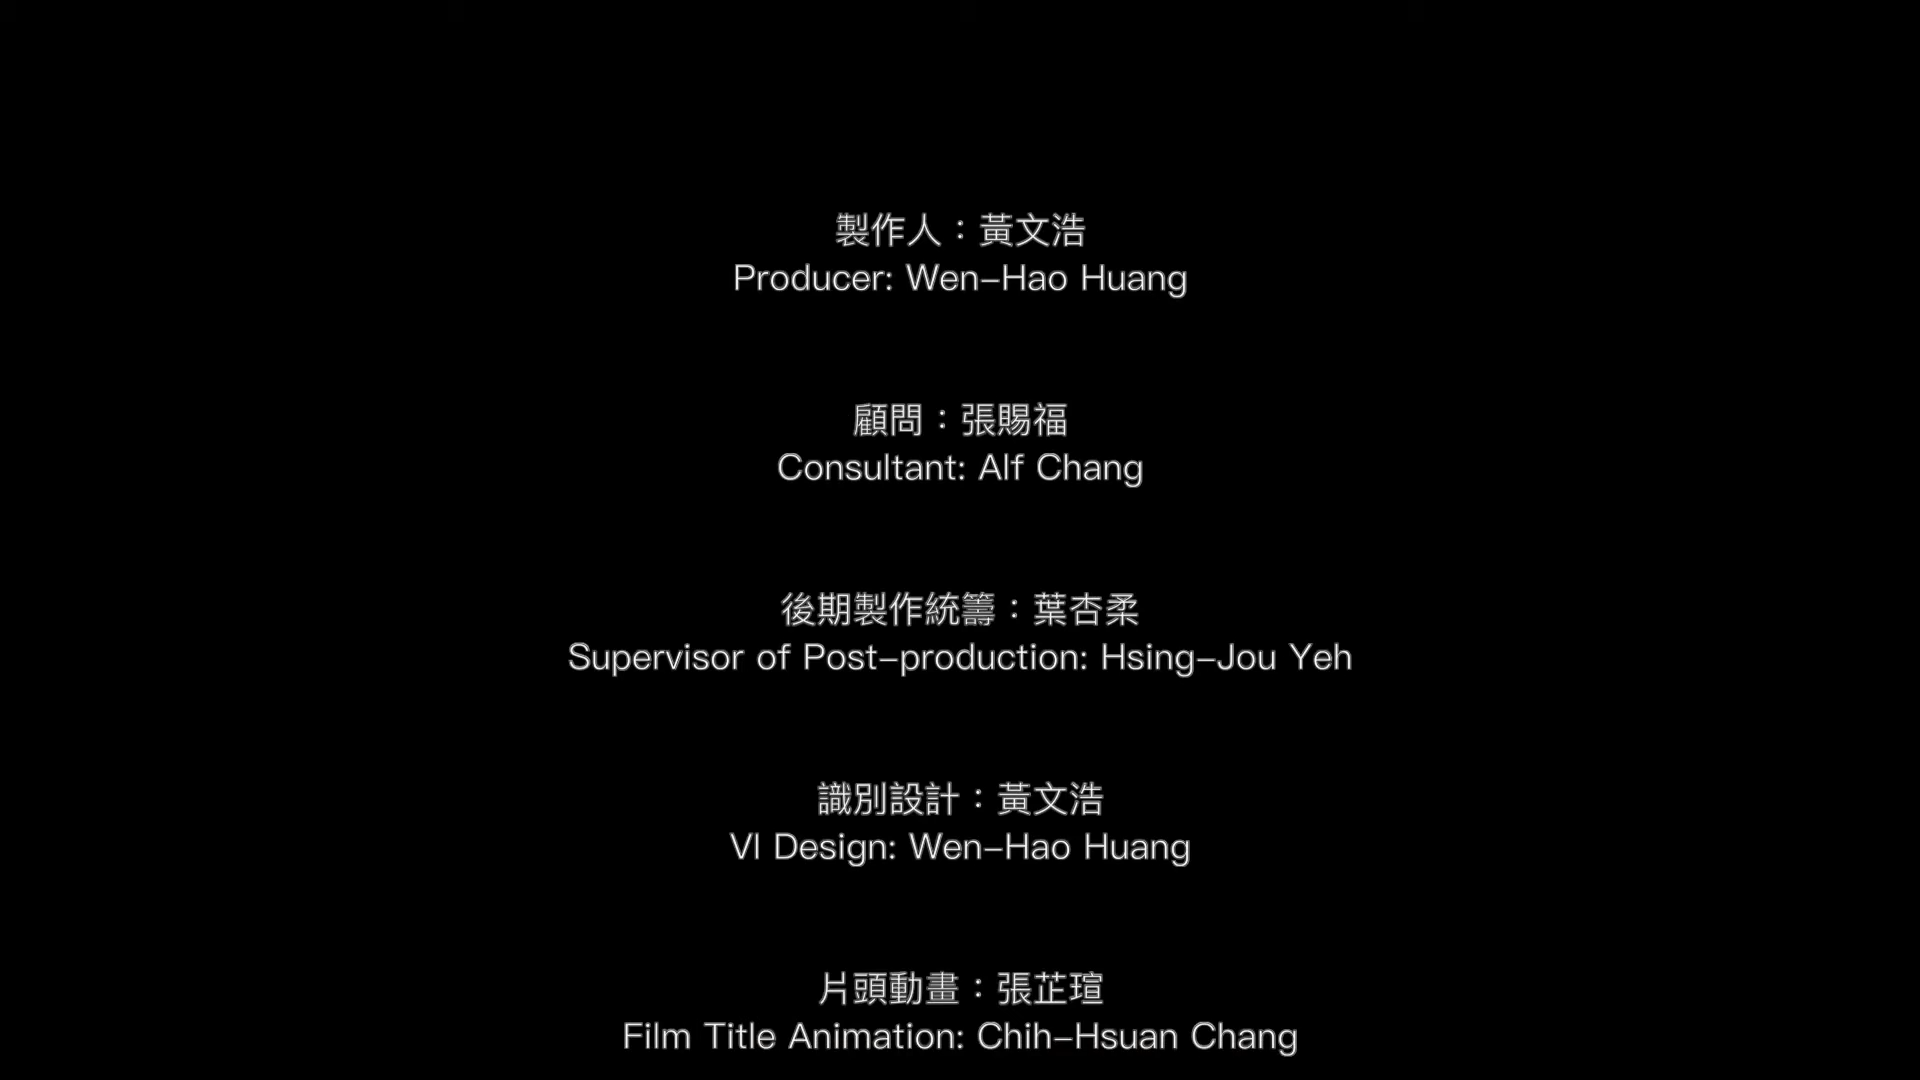 製作人：黃文浩
Producer: Wen-Hao Huang
顧問：張賜福
Consultant: Alf Chang
後期製作統籌：葉杏柔
Supervisor of Post-production: Hsing-Jou Yeh
識別設計：黃文浩
VI Design: Wen-Hao Huang
片頭動畫：張芷瑄
Film Title Animation: Chih-Hsuan Chang